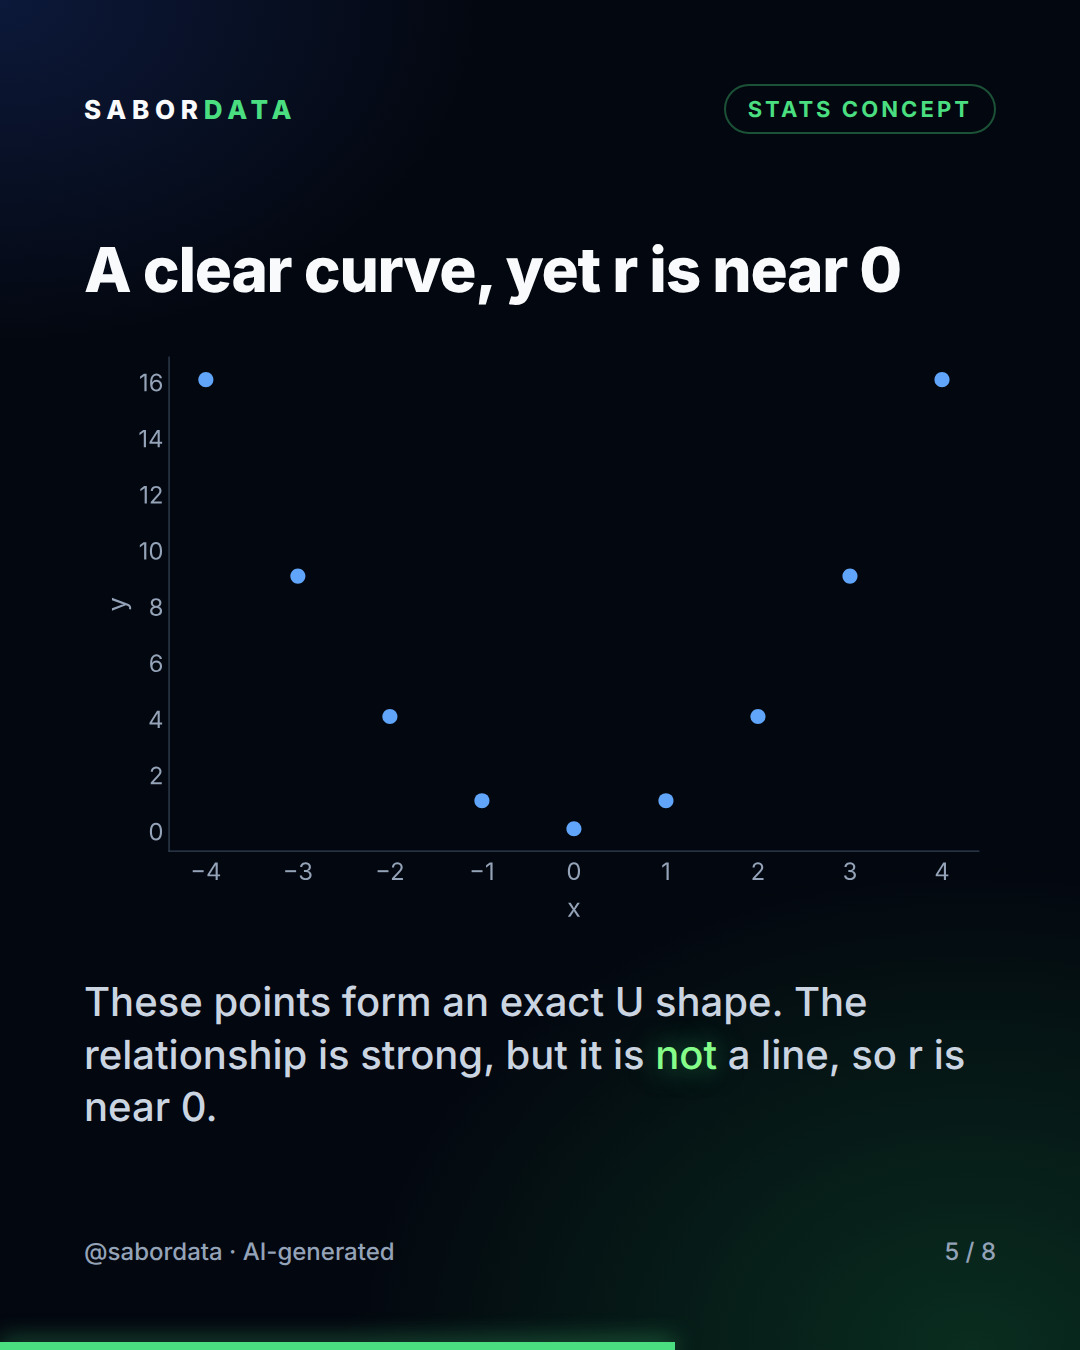 SABORDATA
STATS CONCEPT
A clear curve, yet r is near 0
16
14
12
10
8
6
4
2
0
y
−4 −3 −2 −1 0 1 2 3 4
x
These points form an exact U shape. The
relationship is strong, but it is not a line, so r is
near 0.
@sabordata · AI-generated
5 / 8